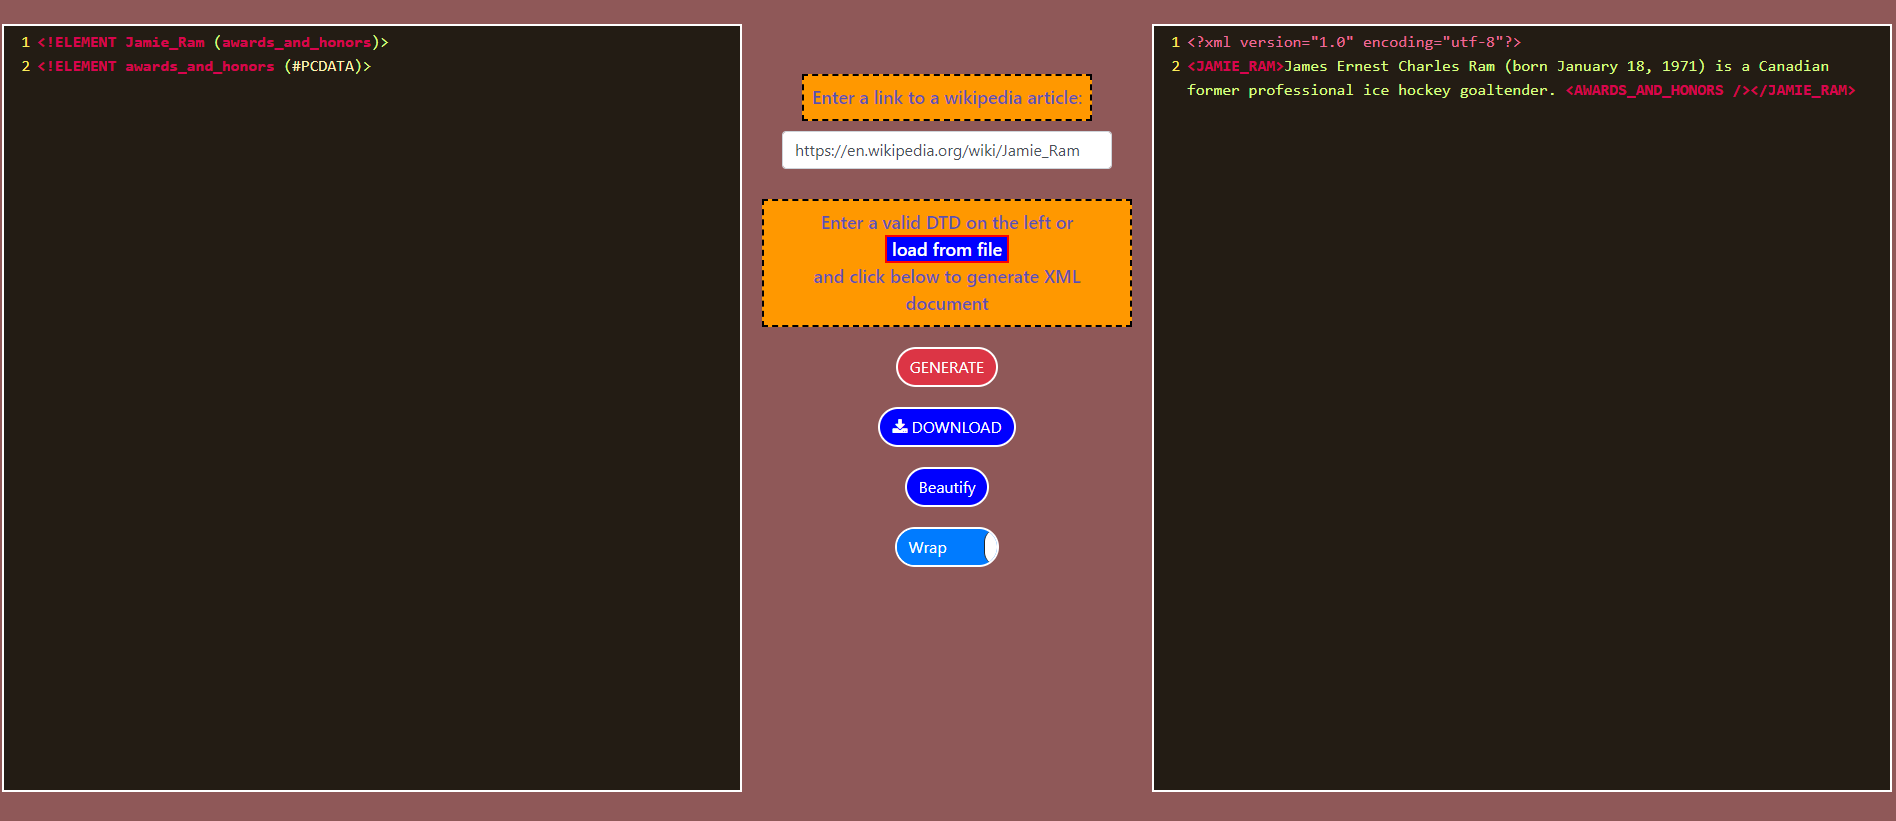 1 <!ELEMENT Jamie_Ram (awards_and_honors)>
2 <!ELEMENT awards_and_honors (#PCDATA)>
Enter a link to a wikipedia article:
https://en.wikipedia.org/wiki/Jamie_Ram
Enter a valid DTD on the left or
load from file
and click below to generate XML
document
GENERATE
DOWNLOAD
Beautify
Wrap
1 <?xml version="1.0" encoding="utf-8"?>
2 <JAMIE_RAM>James Ernest Charles Ram (born January 18, 1971) is a Canadian
former professional ice hockey goaltender. <AWARDS_AND_HONORS /></JAMIE_RAM>